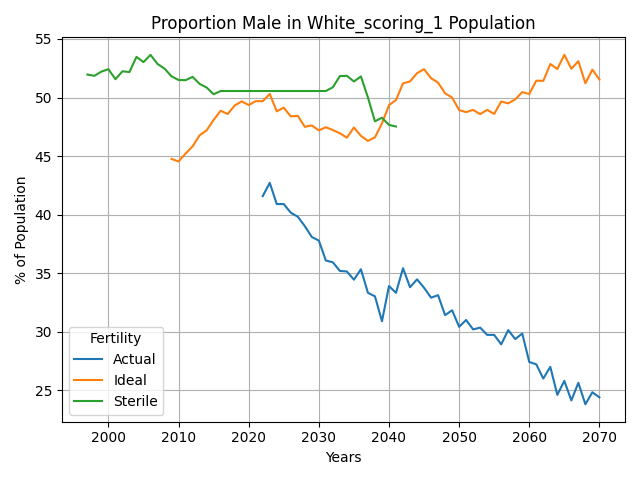 Proportion Male in White_scoring_1 Population
% of Population
55
50
45
40
35
30
25
Fertility
Actual
Ideal
Sterile
2000 2010 2020 2030 2040 2050 2060 2070
Years